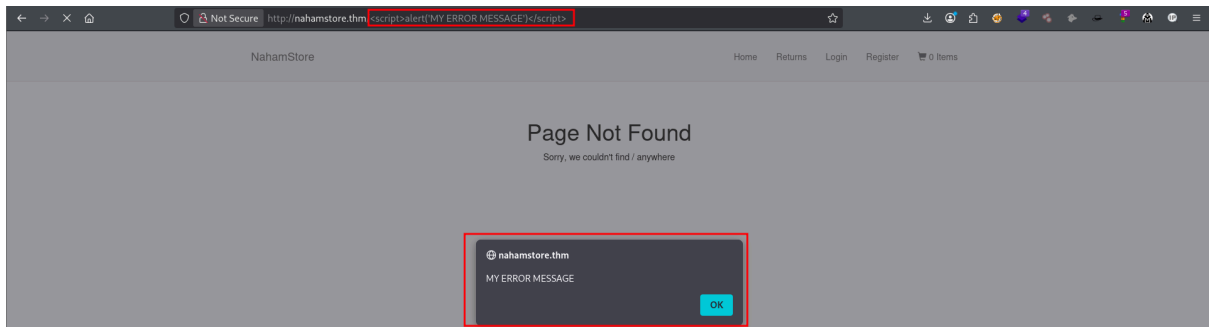 Not Secure http://nahamstore.thm/<script>alert('MY ERROR MESSAGE')</script>
NahamStore
Home Returns Login Register 0 Items
Page Not Found
Sorry, we couldn't find / anywhere
nahamstore.thm
MY ERROR MESSAGE
OK